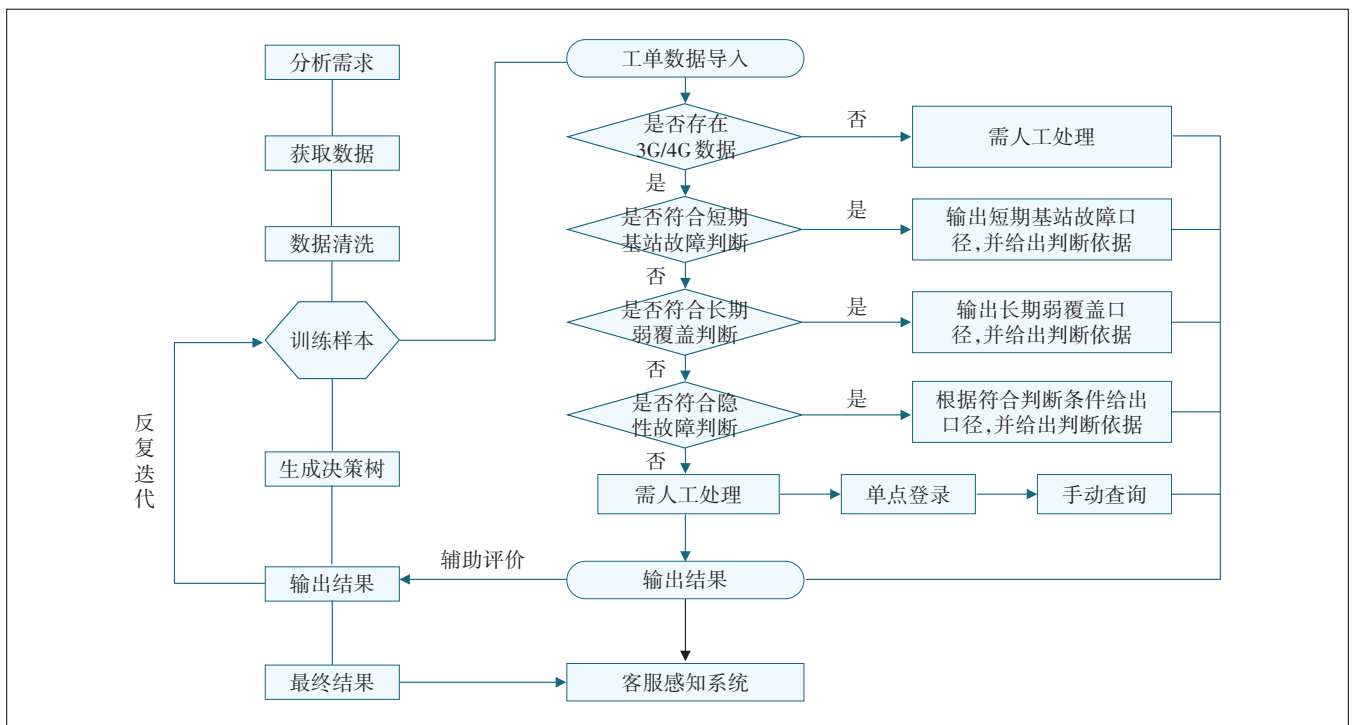 分析需求
获取数据
数据清洗
训练样本
反
复
迭
代
生成决策树
输出结果
最终结果
工单数据导入
是否存在
3G/4G数据
否
需人工处理
是
是否符合短期
基站故障判断
是
输出短期基站故障口
径,并给出判断依据
否
是否符合长期
弱覆盖判断
是
输出长期弱覆盖口
径,并给出判断依据
否
是否符合隐
性故障判断
是
根据符合判断条件给出
口径,并给出判断依据
否
需人工处理
单点登录
手动查询
辅助评价
输出结果
客服感知系统